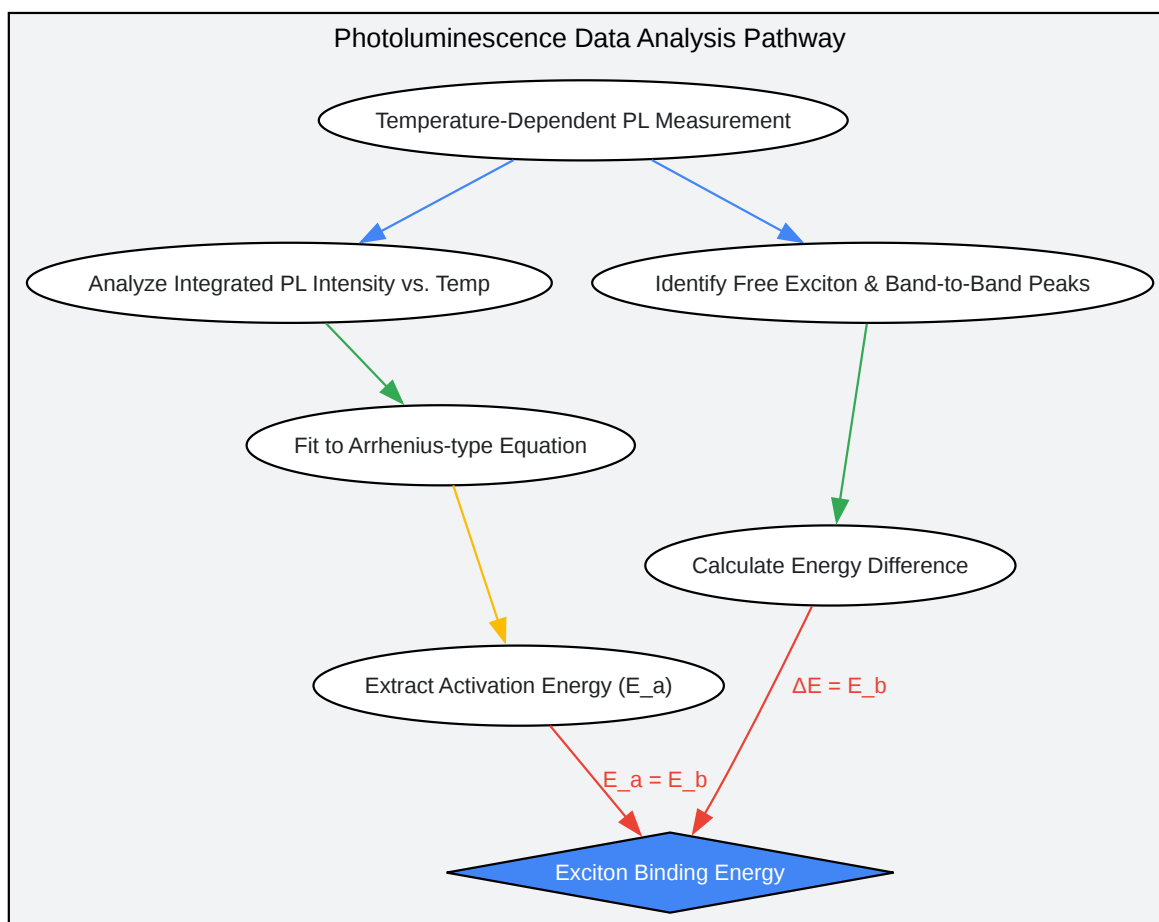 Photoluminescence Data Analysis Pathway
Temperature-Dependent PL Measurement
Analyze Integrated PL Intensity vs. Temp
Identify Free Exciton & Band-to-Band Peaks
Fit to Arrhenius-type Equation
Calculate Energy Difference
Extract Activation Energy (E_a)
ΔE = E_b
E_a = E_b
Exciton Binding Energy